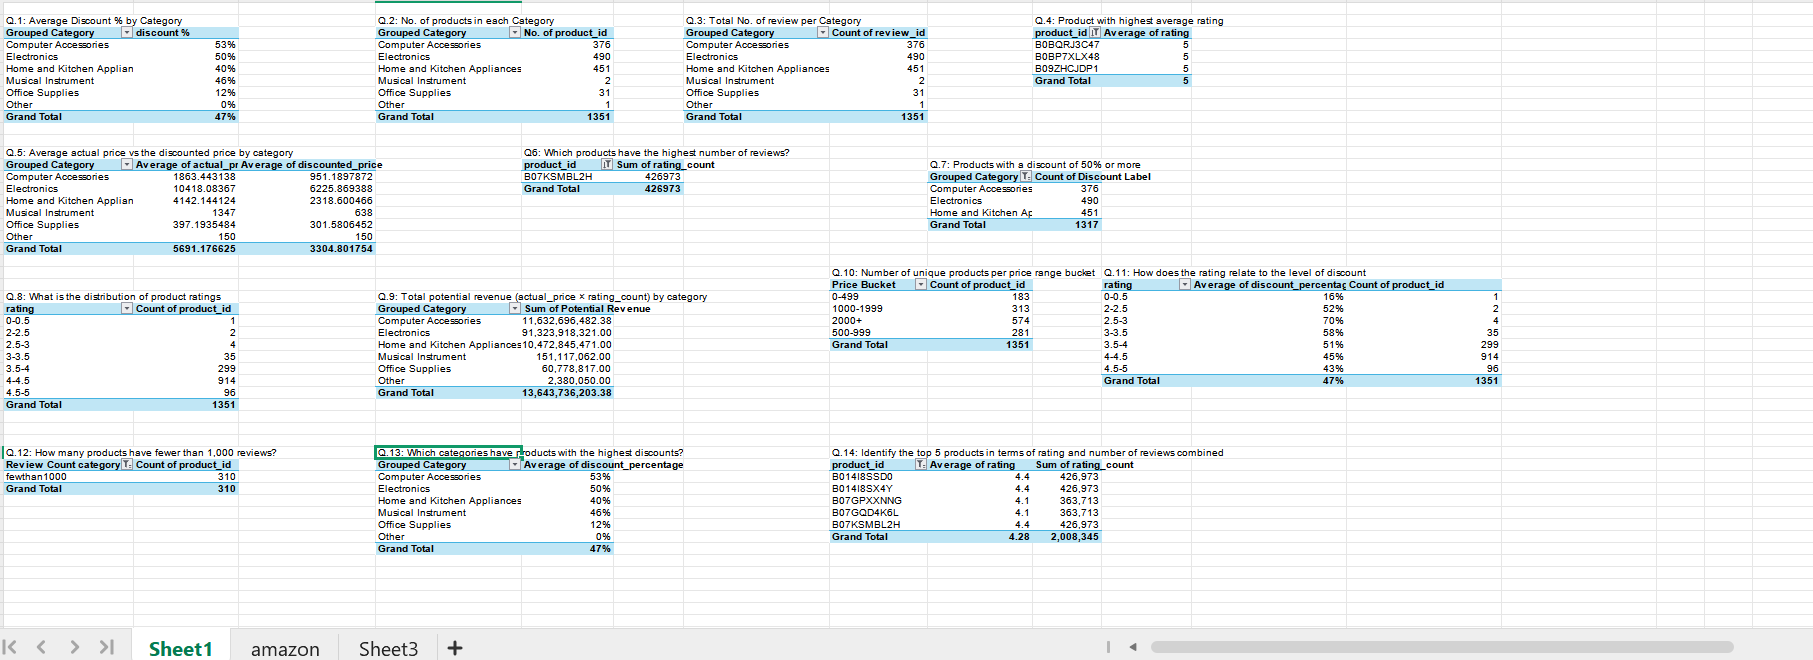 Q.1: Average Discount % by Category
Grouped Category discount %
Computer Accessories 53%
Electronics 50%
Home and Kitchen Applian 40%
Musical Instrument 46%
Office Supplies 12%
Other 0%
Grand Total 47%
Q.2: No. of products in each Category
Grouped Category No. of product_id
Computer Accessories 376
Electronics 490
Home and Kitchen Appliances 451
Musical Instrument 2
Office Supplies 31
Other 1
Grand Total 1351
Q.3: Total No. of review per Category
Grouped Category Count of review_id
Computer Accessories 376
Electronics 490
Home and Kitchen Appliances 451
Musical Instrument 2
Office Supplies 31
Other 1
Grand Total 1351
Q.4: Product with highest average rating
product_id Average of rating
B0BQRJ3C47 5
B0BP7XLX48 5
B09ZHCJDP1 5
Grand Total 5
Q.5: Average actual price vs the discounted price by category
Grouped Category Average of actual_pr Average of discounted_price
Computer Accessories 1863.443138 951.1897872
Electronics 10418.08367 6225.869388
Home and Kitchen Applian 4142.144124 2318.600466
Musical Instrument 1347 638
Office Supplies 397.1935484 301.5806452
Other 150 150
Grand Total 5691.176625 3304.801754
Q6: Which products have the highest number of reviews?
product_id Sum of rating_count
B07KSMBL2H 426973
Grand Total 426973
Q.7: Products with a discount of 50% or more
Grouped Category Count of Discount Label
Computer Accessories 376
Electronics 490
Home and Kitchen Ap 451
Grand Total 1317
Q.8: What is the distribution of product ratings
rating Count of product_id
0-0.5 1
2-2.5 2
2.5-3 4
3-3.5 35
3.5-4 299
4-4.5 914
4.5-5 96
Grand Total 1351
Q.9: Total potential revenue (actual_price × rating_count) by category
Grouped Category Sum of Potential Revenue
Computer Accessories 11,632,696,482.38
Electronics 91,323,918,321.00
Home and Kitchen Appliances 10,472,845,471.00
Musical Instrument 151,117,062.00
Office Supplies 60,778,817.00
Other 2,380,050.00
Grand Total 13,643,736,203.38
Q.10: Number of unique products per price range bucket
Price Bucket Count of product_id
0-499 183
1000-1999 313
2000+ 574
500-999 281
Grand Total 1351
Q.11: How does the rating relate to the level of discount
rating Average of discount_percentag Count of product_id
0-0.5 16% 1
2-2.5 52% 2
2.5-3 70% 4
3-3.5 58% 35
3.5-4 51% 299
4-4.5 45% 914
4.5-5 43% 96
Grand Total 47% 1351
Q.12: How many products have fewer than 1,000 reviews?
Review Count category Count of product_id
fewthan1000 310
Grand Total 310
Q.13: Which categories have products with the highest discounts?
Grouped Category Average of discount_percentage
Computer Accessories 53%
Electronics 50%
Home and Kitchen Appliances 40%
Musical Instrument 46%
Office Supplies 12%
Other 0%
Grand Total 47%
Q.14: Identify the top 5 products in terms of rating and number of reviews combined
product_id Average of rating Sum of rating_count
B014I8SSD0 4.4 426,973
B014I8SX4Y 4.4 426,973
B07GPXXNNG 4.1 363,713
B07GQD4K6L 4.1 363,713
B07KSMBL2H 4.4 426,973
Grand Total 4.28 2,008,345
Sheet1 amazon Sheet3 +